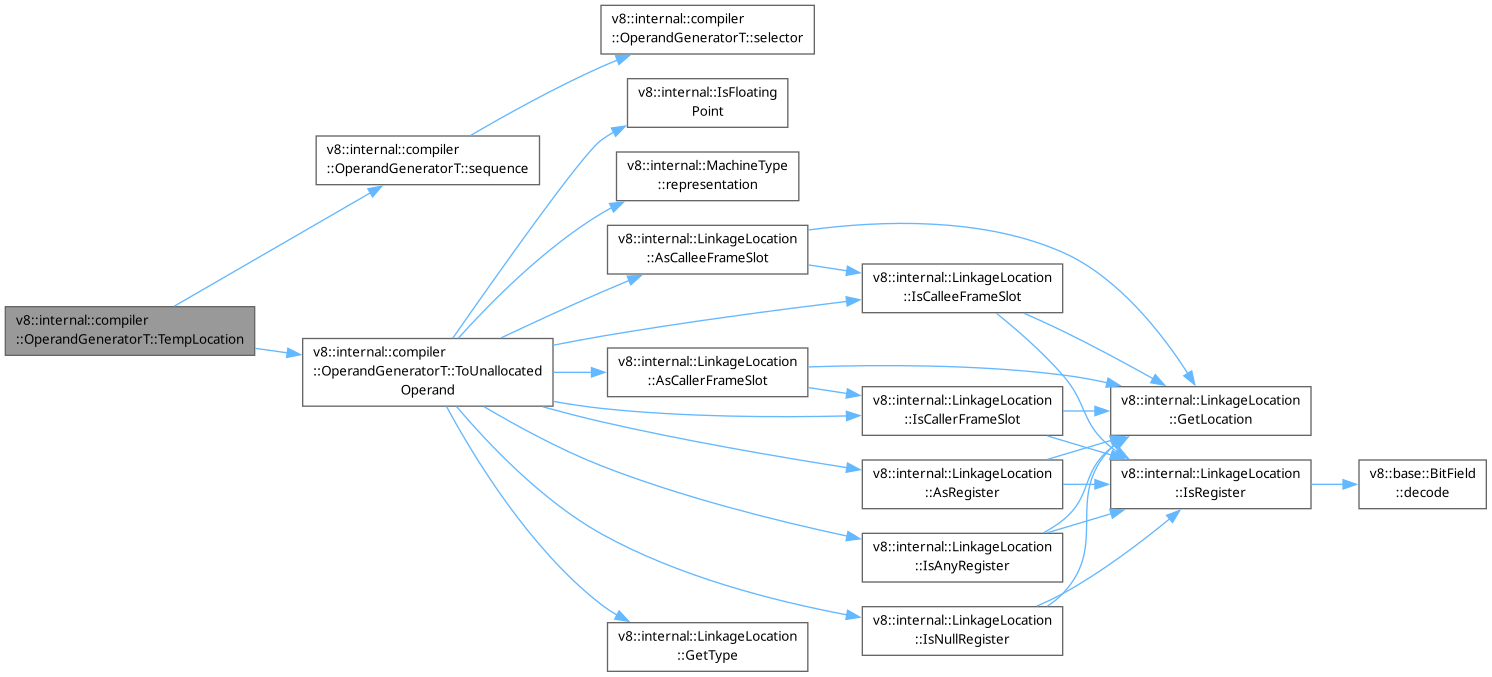 v8::internal::compiler
::OperandGeneratorT::selector
v8::internal::IsFloating
Point
v8::internal::compiler
::OperandGeneratorT::sequence
v8::internal::MachineType
::representation
v8::internal::LinkageLocation
::AsCalleeFrameSlot
v8::internal::LinkageLocation
::IsCalleeFrameSlot
v8::internal::compiler
::OperandGeneratorT::TempLocation
v8::internal::compiler
::OperandGeneratorT::ToUnallocated
Operand
v8::internal::LinkageLocation
::AsCallerFrameSlot
v8::internal::LinkageLocation
::IsCallerFrameSlot
v8::internal::LinkageLocation
::GetLocation
v8::internal::LinkageLocation
::AsRegister
v8::internal::LinkageLocation
::IsRegister
v8::base::BitField
::decode
v8::internal::LinkageLocation
::IsAnyRegister
v8::internal::LinkageLocation
::IsNullRegister
v8::internal::LinkageLocation
::GetType